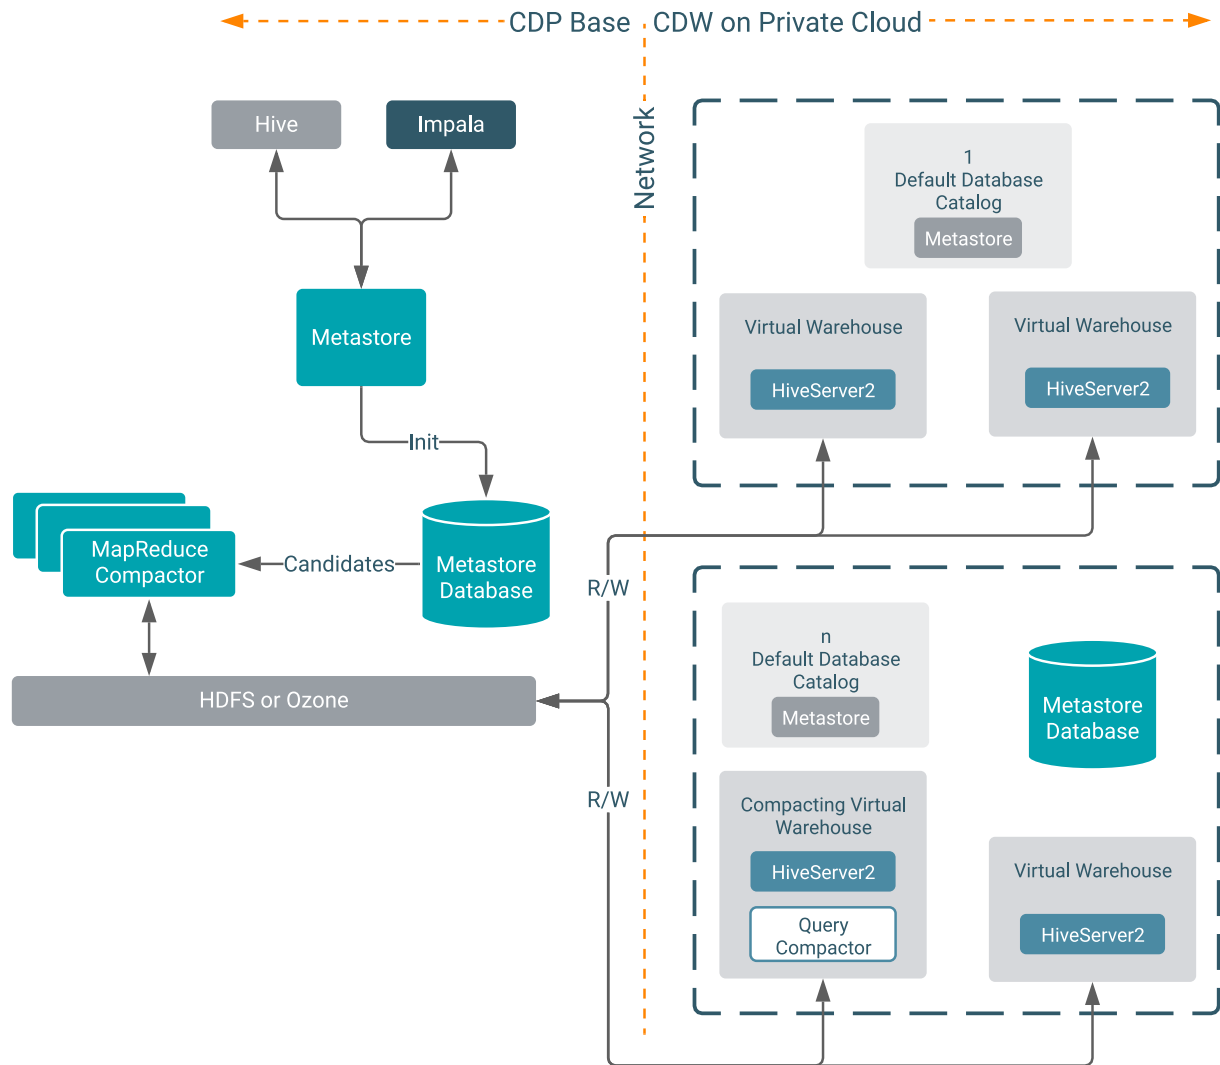 CDP Base
CDW on Private Cloud
Network
Hive
Impala
Metastore
Init
Metastore
Database
Candidates
MapReduce
Compactor
HDFS or Ozone
R/W
R/W
1
Default Database
Catalog
Metastore
Virtual Warehouse
HiveServer2
Virtual Warehouse
HiveServer2
n
Default Database
Catalog
Metastore
Metastore
Database
Compacting Virtual
Warehouse
HiveServer2
Query
Compactor
Virtual Warehouse
HiveServer2